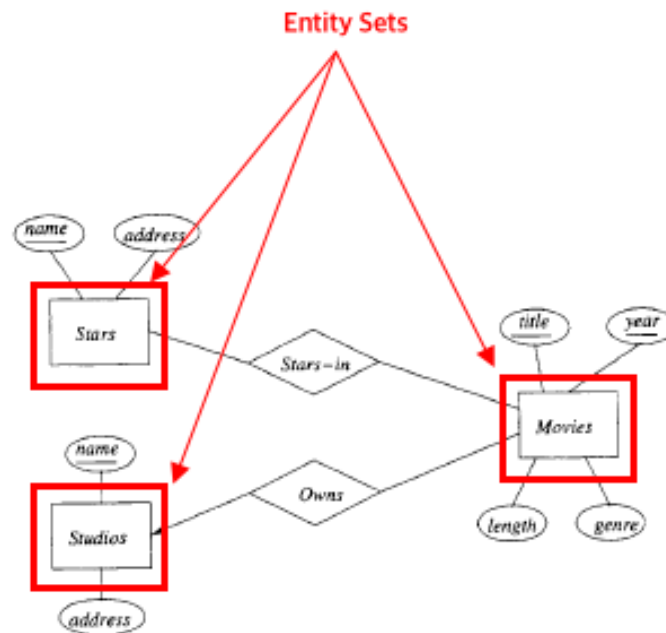 Entity Sets
name
address
Stars
Stars-in
title
year
Movies
name
Owns
Studios
length
genre
address